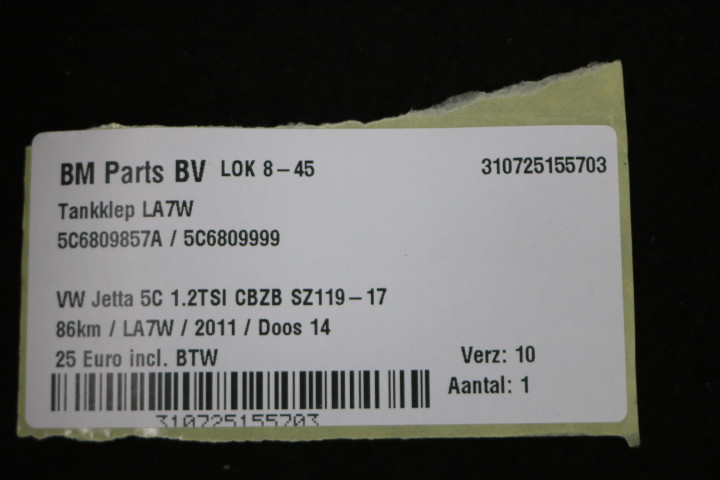 BM Parts BV LOK 8-45 310725155703
Tankklep LA7W
5C6809857A / 5C6809999
VW Jetta 5C 1.2TSI CBZB SZ119-17
86km / LA7W / 2011 / Doos 14
25 Euro incl. BTW Verz: 10
Aantal: 1
310725155703